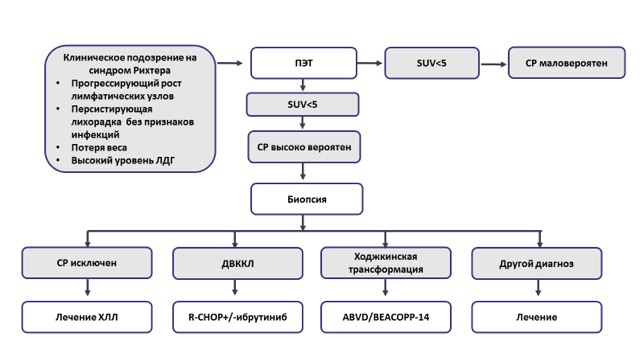 Клиническое подозрение на
синдром Рихтера
• Прогрессирующий рост
лимфатических узлов
• Персистирующая
лихорадка без признаков
инфекций
• Потеря веса
• Высокий уровень ЛДГ
ПЭТ
SUV<5
СР маловероятен
SUV<5
СР высоко вероятен
Биопсия
СР исключен
ДВККЛ
Ходжкинская
трансформация
Другой диагноз
Лечение ХЛЛ
R-CHOP+/-ибрутиниб
ABVD/BEACOPP-14
Лечение